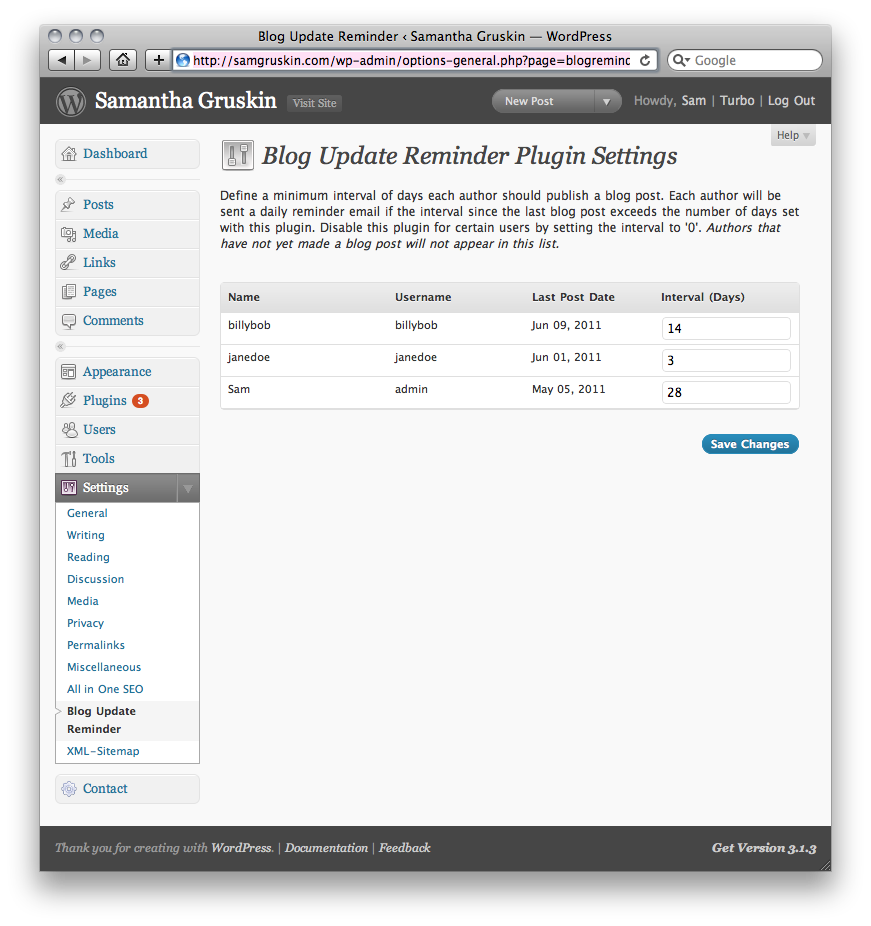 Blog Update Reminder ‹ Samantha Gruskin — WordPress
http://samgruskin.com/wp-admin/options-general.php?page=blogreminc
Google
Samantha Gruskin
Visit Site
New Post
Howdy, Sam | Turbo | Log Out
Help
Dashboard
Posts
Media
Links
Pages
Comments
Appearance
Plugins 3
Users
Tools
Settings
General
Writing
Reading
Discussion
Media
Privacy
Permalinks
Miscellaneous
All in One SEO
Blog Update
Reminder
XML-Sitemap
Contact
Blog Update Reminder Plugin Settings
Define a minimum interval of days each author should publish a blog post. Each author will be
sent a daily reminder email if the interval since the last blog post exceeds the number of days set
with this plugin. Disable this plugin for certain users by setting the interval to '0'. Authors that
have not yet made a blog post will not appear in this list.
Name Username Last Post Date Interval (Days)
billybob billybob Jun 09, 2011 14
janedoe janedoe Jun 01, 2011 3
Sam admin May 05, 2011 28
Save Changes
Thank you for creating with WordPress. | Documentation | Feedback
Get Version 3.1.3